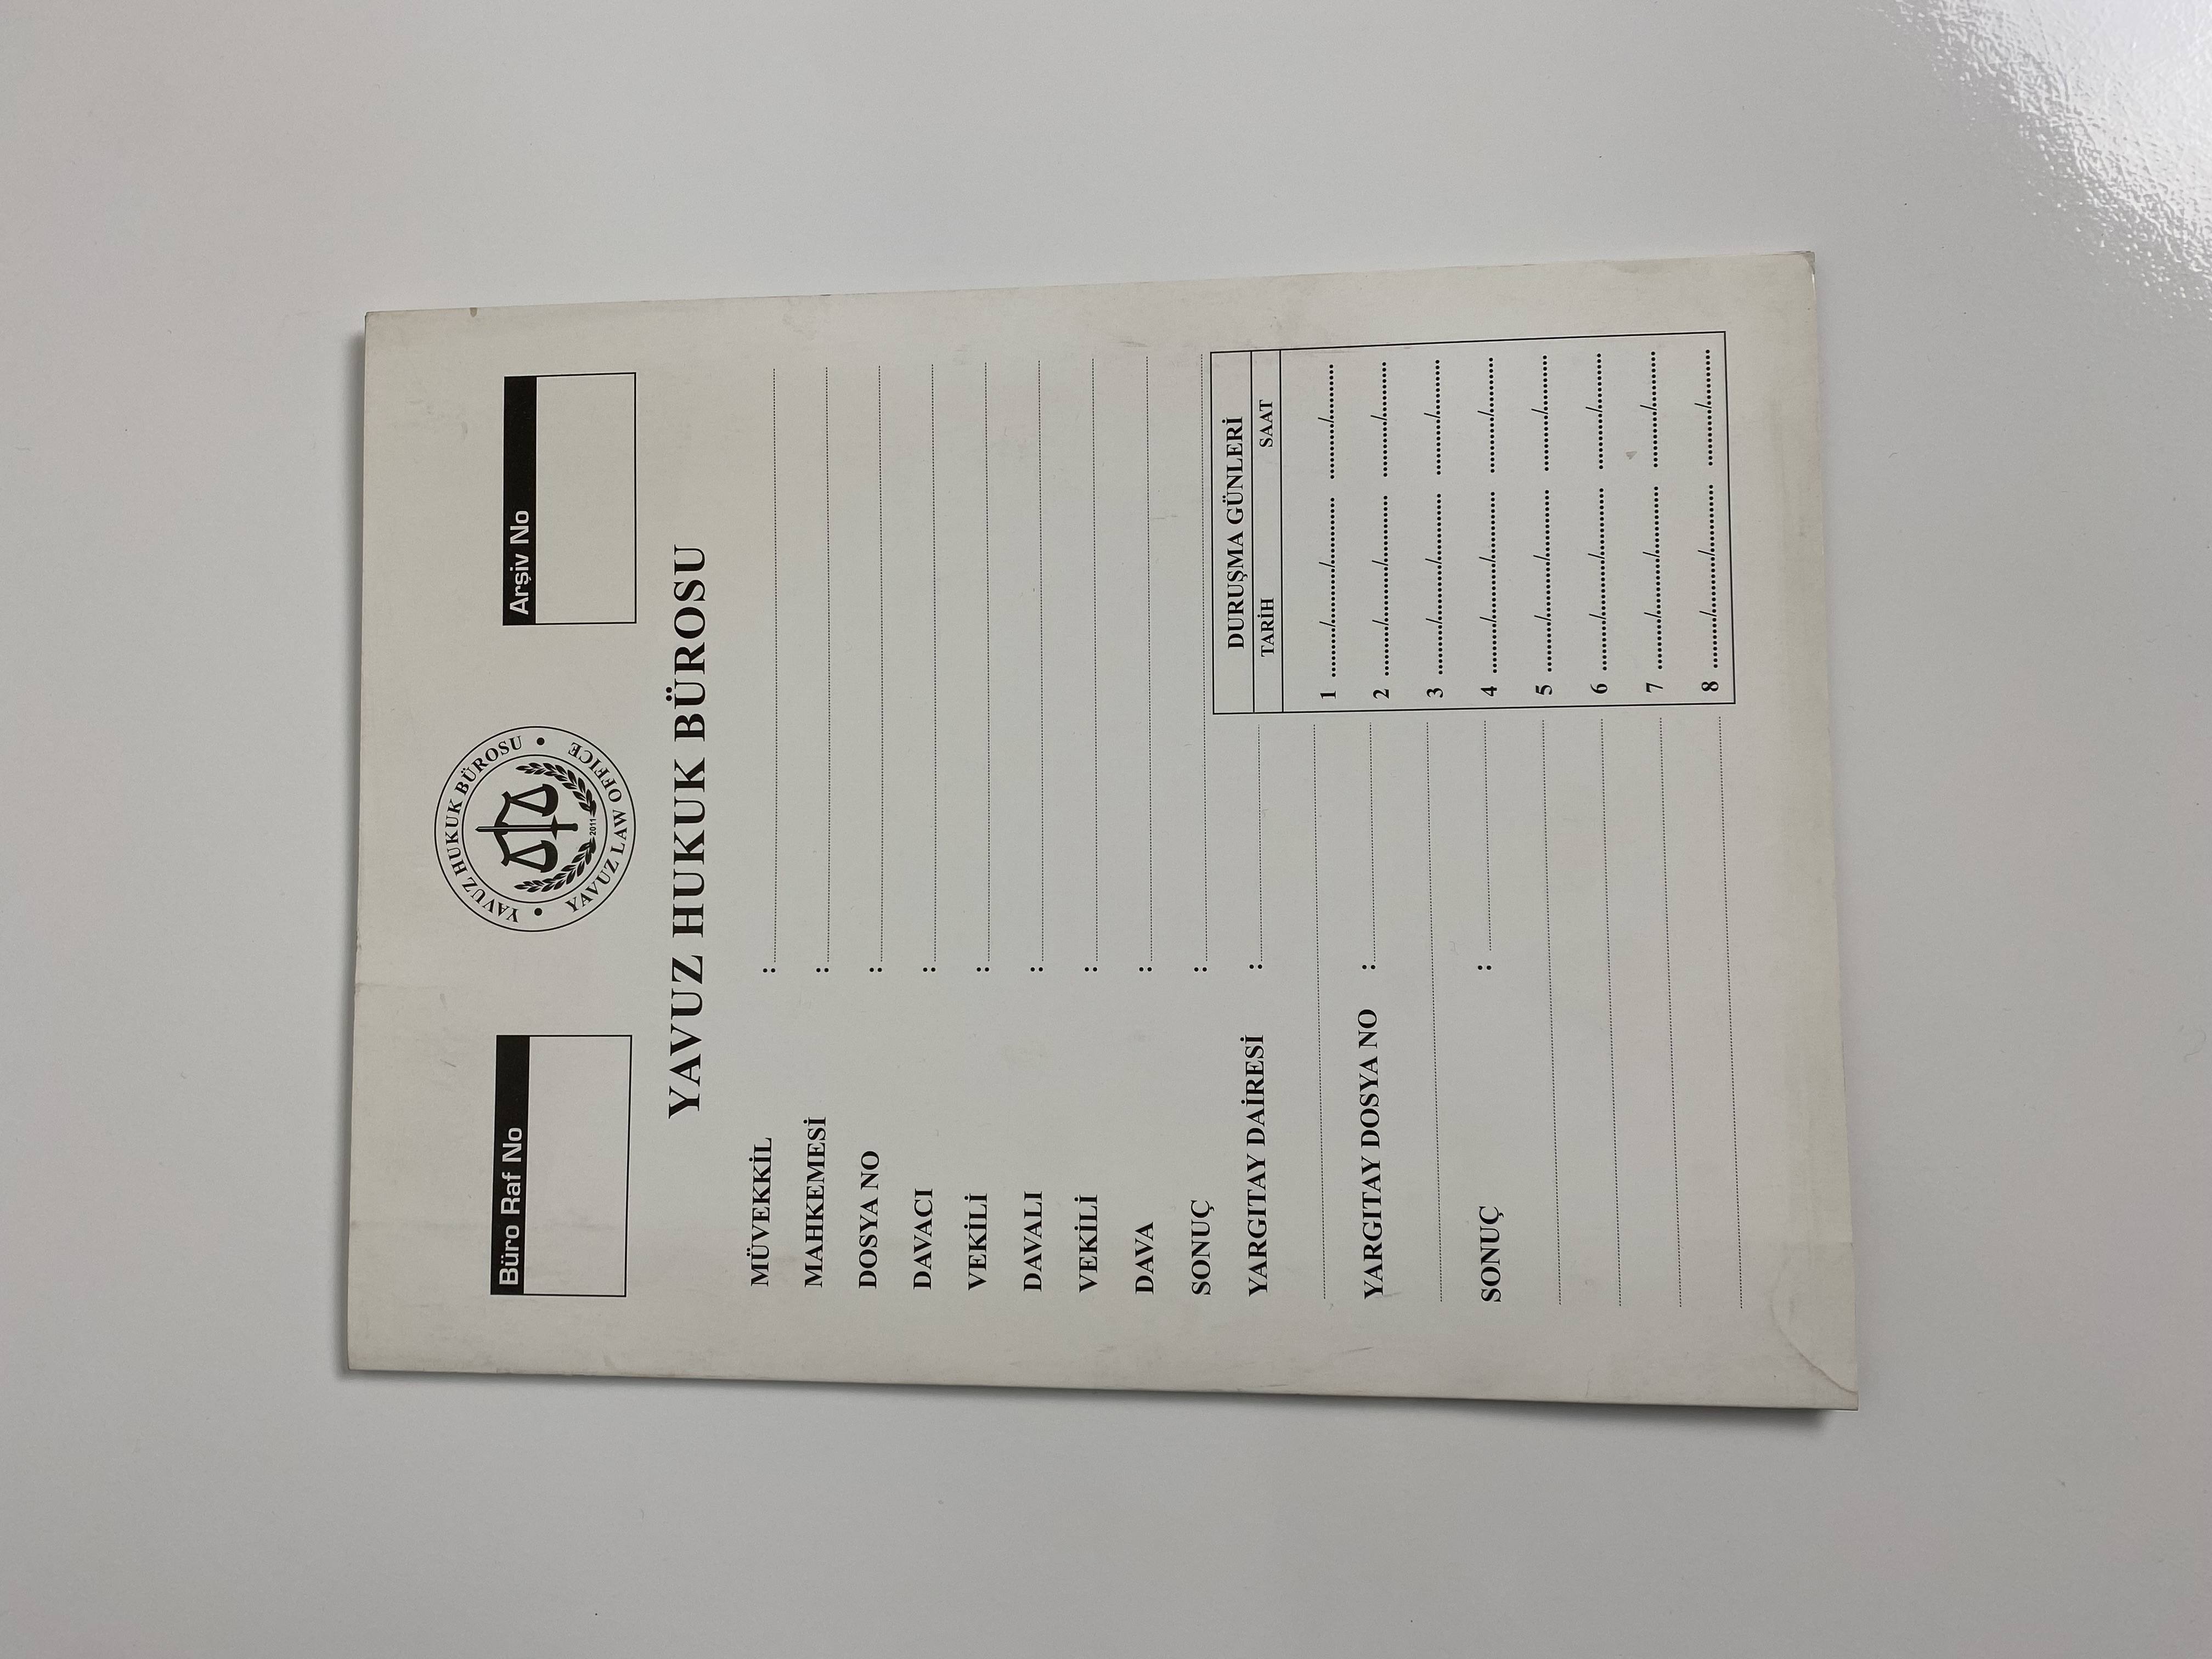 Büro Raf No
YAVUZ HUKUK BÜROSU • YAVUZ LAW OFFICE •
2011
Arşiv No
YAVUZ HUKUK BÜROSU
MÜVEKKİL :
MAHKEMESİ :
DOSYA NO :
DAVACI :
VEKİLİ :
DAVALI :
VEKİLİ :
DAVA :
SONUÇ :
YARGITAY DAİRESİ :
YARGITAY DOSYA NO :
SONUÇ :
DURUŞMA GÜNLERİ
TARİH SAAT
1 ......../......../........ ......../........
2 ......../......../........ ......../........
3 ......../......../........ ......../........
4 ......../......../........ ......../........
5 ......../......../........ ......../........
6 ......../......../........ ......../........
7 ......../......../........ ......../........
8 ......../......../........ ......../........